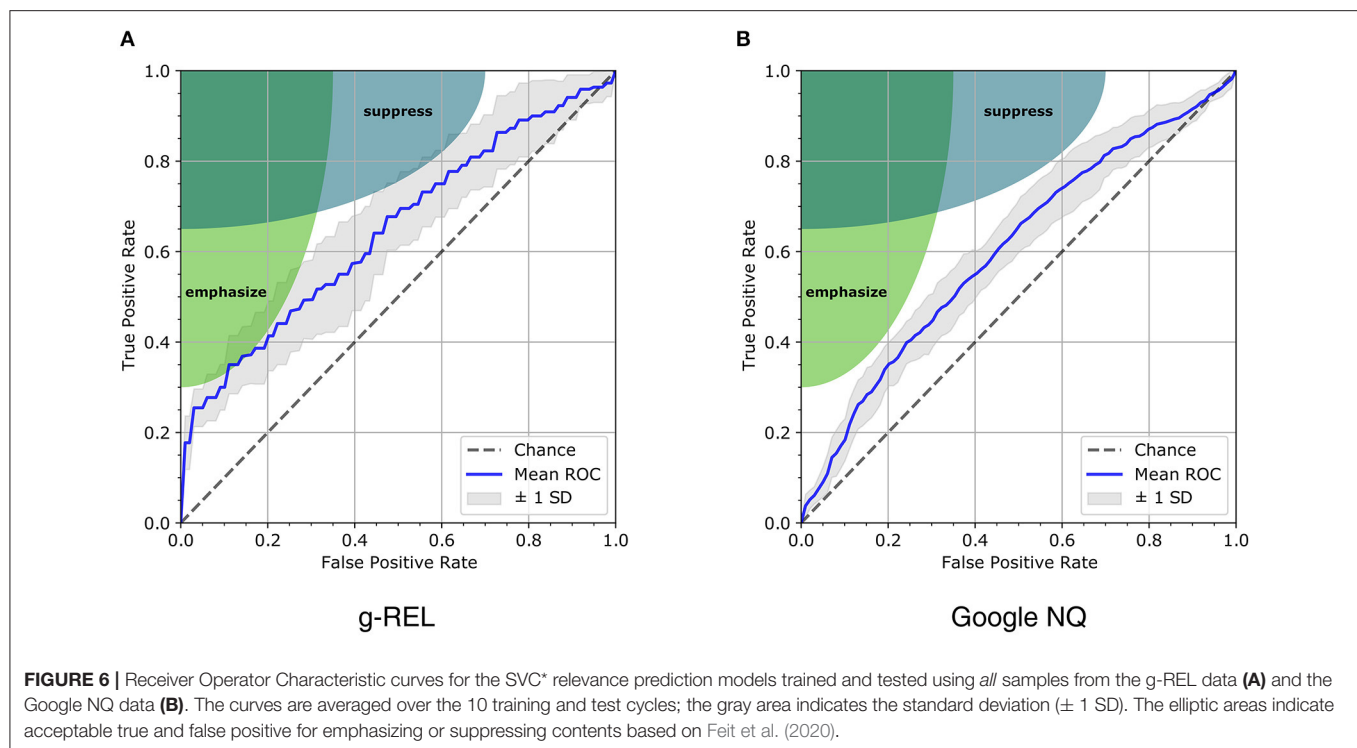 A
1.0
0.8
0.6
0.4
0.2
0.0
True Positive Rate
suppress
emphasize
Chance
Mean ROC
± 1 SD
0.0 0.2 0.4 0.6 0.8 1.0
False Positive Rate
g-REL
B
1.0
0.8
0.6
0.4
0.2
0.0
True Positive Rate
suppress
emphasize
Chance
Mean ROC
± 1 SD
0.0 0.2 0.4 0.6 0.8 1.0
False Positive Rate
Google NQ
FIGURE 6 | Receiver Operator Characteristic curves for the SVC* relevance prediction models trained and tested using all samples from the g-REL data (A) and the
Google NQ data (B). The curves are averaged over the 10 training and test cycles; the gray area indicates the standard deviation (± 1 SD). The elliptic areas indicate
acceptable true and false positive for emphasizing or suppressing contents based on Feit et al. (2020).